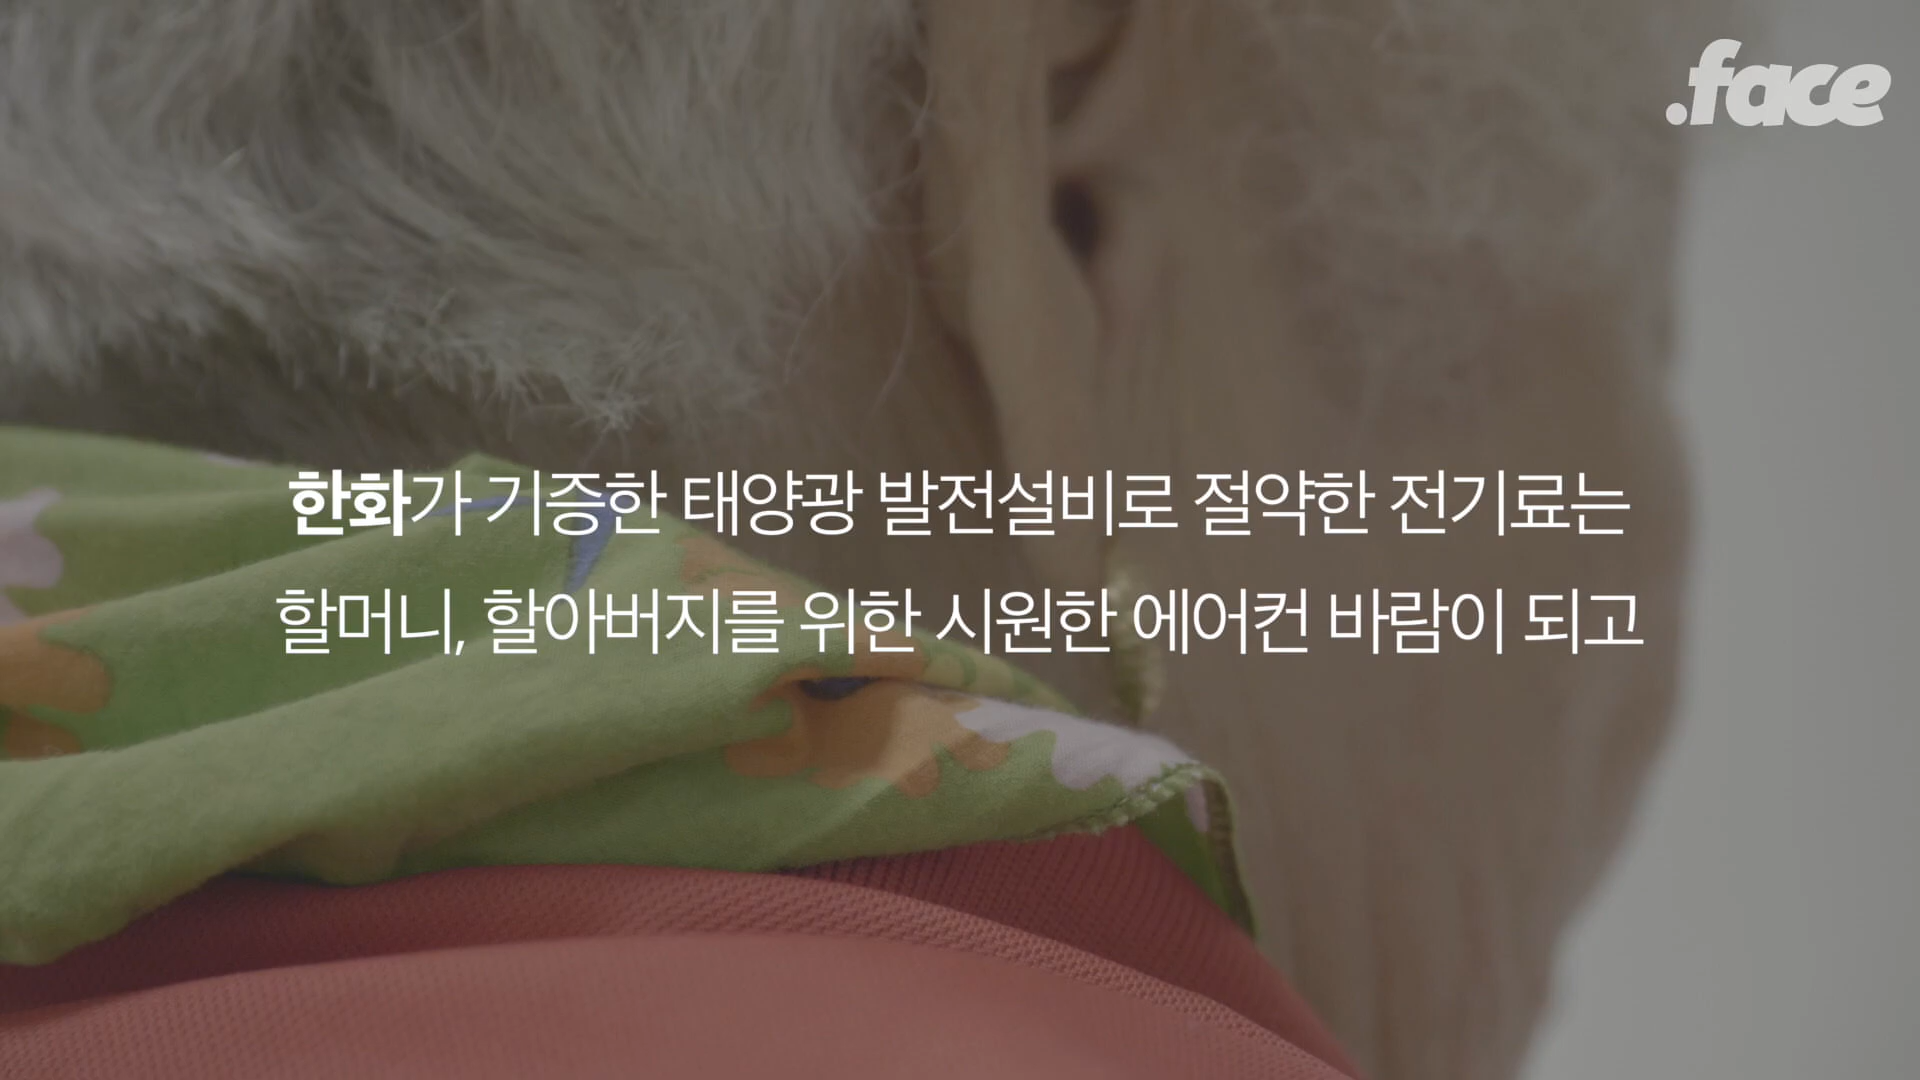 .face
한화가 기증한 태양광 발전설비로 절약한 전기료는
할머니, 할아버지를 위한 시원한 에어컨 바람이 되고